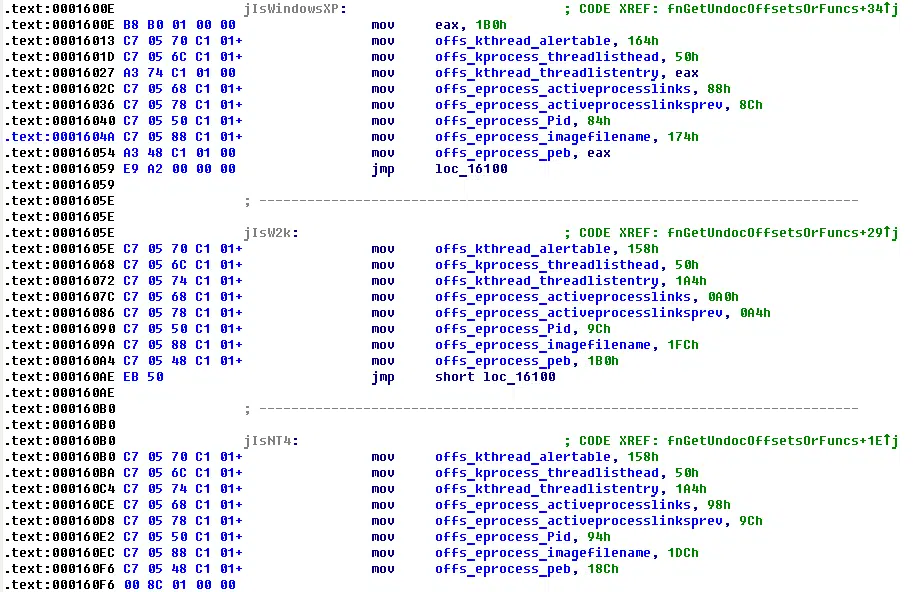 .text:0001600E jIsWindowsXP: ; CODE XREF: fnGetUndocOffsetsOrFuncs+34↑j
.text:0001600E B8 B0 01 00 00 mov eax, 1B0h
.text:00016013 C7 05 70 C1 01+ mov offs_kthread_alertable, 164h
.text:0001601D C7 05 6C C1 01+ mov offs_kprocess_threadlisthead, 50h
.text:00016027 A3 74 C1 01 00 mov offs_kthread_threadlistentry, eax
.text:0001602C C7 05 68 C1 01+ mov offs_eprocess_activeprocesslinks, 88h
.text:00016036 C7 05 78 C1 01+ mov offs_eprocess_activeprocesslinksprev, 8Ch
.text:00016040 C7 05 50 C1 01+ mov offs_eprocess_Pid, 84h
.text:0001604A C7 05 88 C1 01+ mov offs_eprocess_imagefilename, 174h
.text:00016054 A3 48 C1 01 00 mov offs_eprocess_peb, eax
.text:00016059 E9 A2 00 00 00 jmp loc_16100
.text:00016059
.text:0001605E ; ---------------------------------------------------------------------------
.text:0001605E
.text:0001605E jIsW2k: ; CODE XREF: fnGetUndocOffsetsOrFuncs+29↑j
.text:0001605E C7 05 70 C1 01+ mov offs_kthread_alertable, 158h
.text:00016068 C7 05 6C C1 01+ mov offs_kprocess_threadlisthead, 50h
.text:00016072 C7 05 74 C1 01+ mov offs_kthread_threadlistentry, 1A4h
.text:0001607C C7 05 68 C1 01+ mov offs_eprocess_activeprocesslinks, 0A0h
.text:00016086 C7 05 78 C1 01+ mov offs_eprocess_activeprocesslinksprev, 0A4h
.text:00016090 C7 05 50 C1 01+ mov offs_eprocess_Pid, 9Ch
.text:0001609A C7 05 88 C1 01+ mov offs_eprocess_imagefilename, 1FCh
.text:000160A4 C7 05 48 C1 01+ mov offs_eprocess_peb, 1B0h
.text:000160AE EB 50 jmp short loc_16100
.text:000160AE
.text:000160B0 ; ---------------------------------------------------------------------------
.text:000160B0
.text:000160B0 jIsNT4: ; CODE XREF: fnGetUndocOffsetsOrFuncs+1E↑j
.text:000160B0 C7 05 70 C1 01+ mov offs_kthread_alertable, 158h
.text:000160BA C7 05 6C C1 01+ mov offs_kprocess_threadlisthead, 50h
.text:000160C4 C7 05 74 C1 01+ mov offs_kthread_threadlistentry, 1A4h
.text:000160CE C7 05 68 C1 01+ mov offs_eprocess_activeprocesslinks, 98h
.text:000160D8 C7 05 78 C1 01+ mov offs_eprocess_activeprocesslinksprev, 9Ch
.text:000160E2 C7 05 50 C1 01+ mov offs_eprocess_Pid, 94h
.text:000160EC C7 05 88 C1 01+ mov offs_eprocess_imagefilename, 1DCh
.text:000160F6 C7 05 48 C1 01+ mov offs_eprocess_peb, 18Ch
.text:000160F6 00 8C 01 00 00